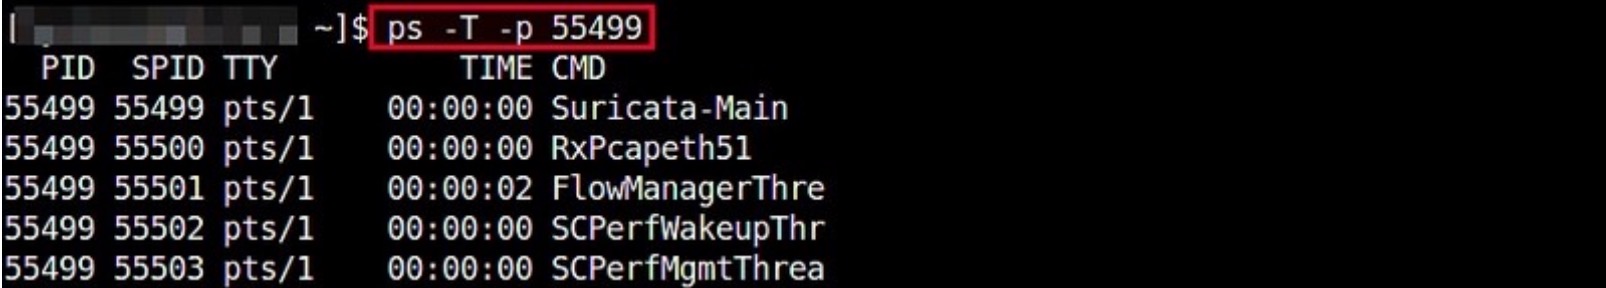 [ ~]$ ps -T -p 55499
PID SPID TTY TIME CMD
55499 55499 pts/1 00:00:00 Suricata-Main
55499 55500 pts/1 00:00:00 RxPcapeth51
55499 55501 pts/1 00:00:02 FlowManagerThre
55499 55502 pts/1 00:00:00 SCPerfWakeupThr
55499 55503 pts/1 00:00:00 SCPerfMgmtThrea